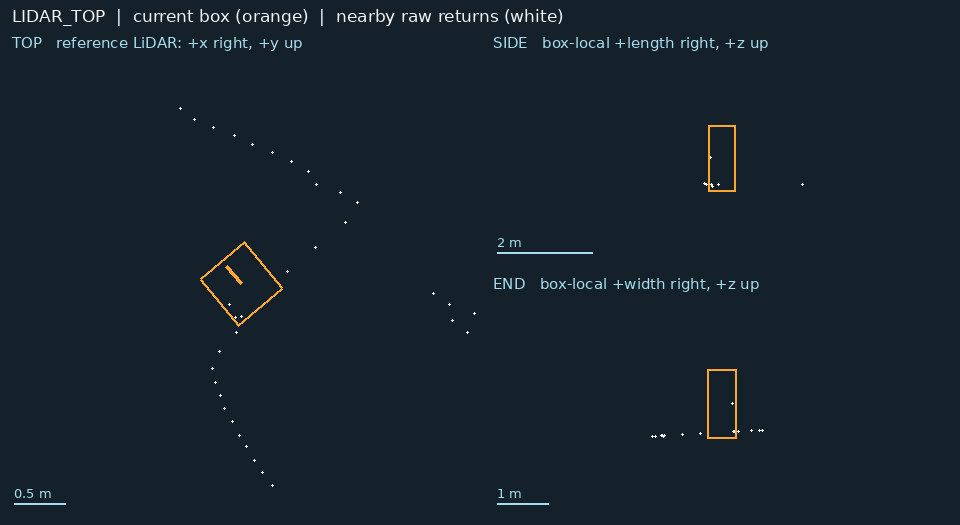 LIDAR_TOP | current box (orange) | nearby raw returns (white)
TOP reference LiDAR: +x right, +y up
SIDE box-local +length right, +z up
2 m
END box-local +width right, +z up
0.5 m
1 m